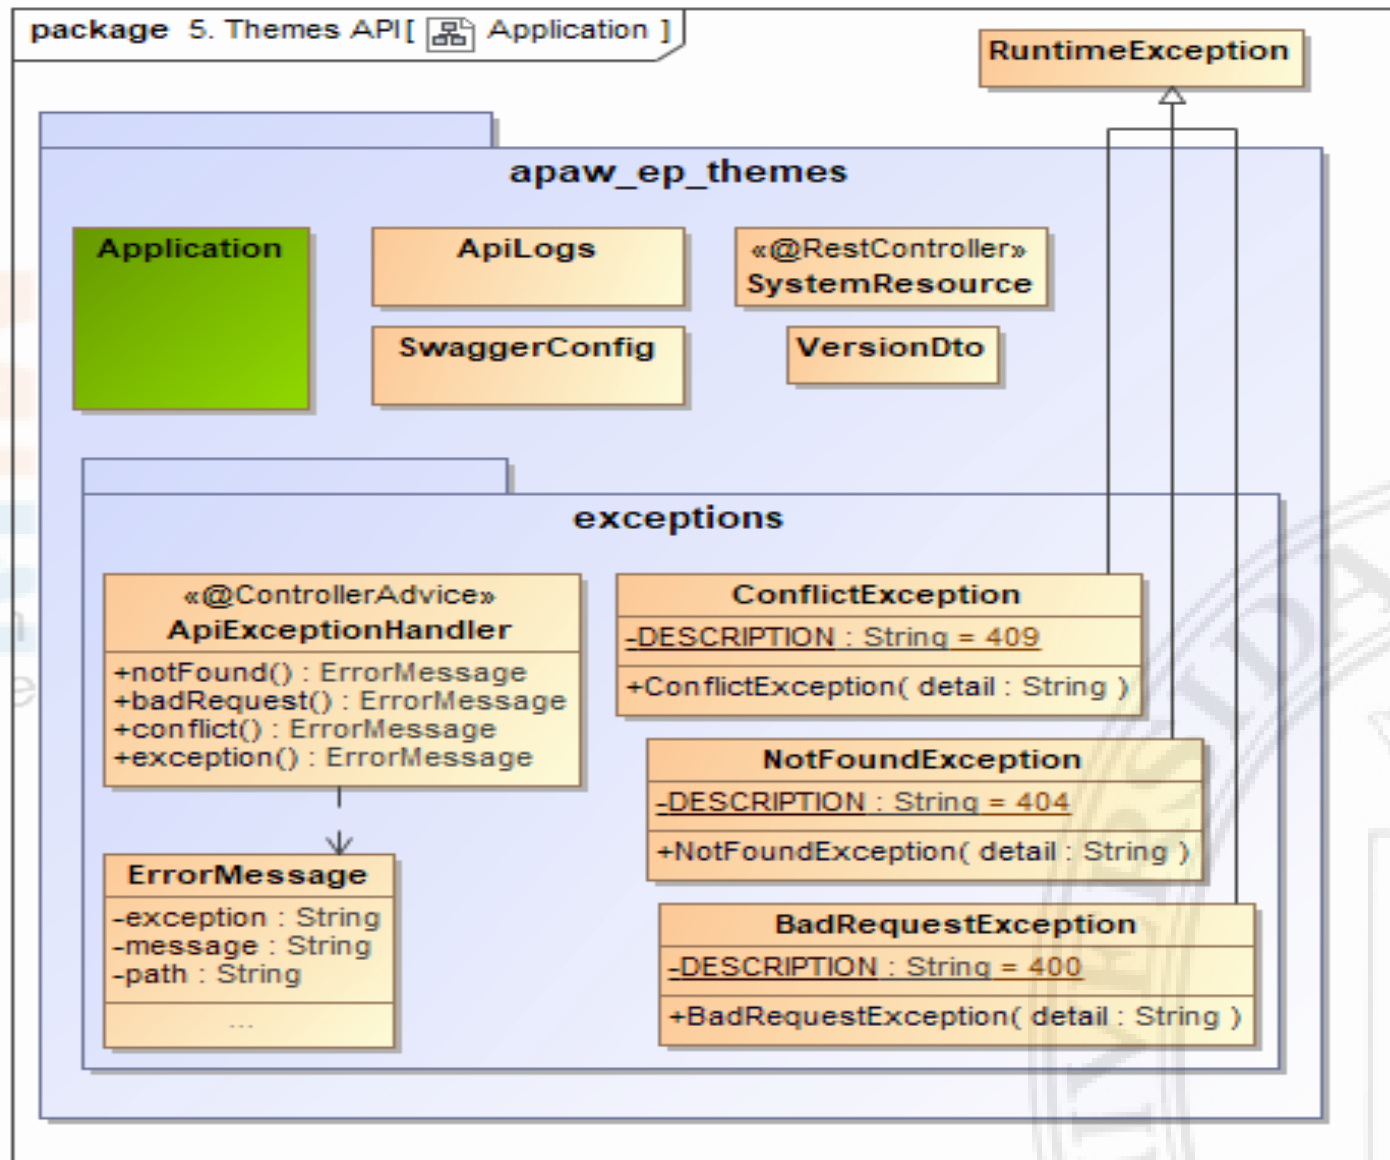 package 5. Themes API[ Application ]
RuntimeException
apaw_ep_themes
Application
ApiLogs
«@RestController»
SystemResource
SwaggerConfig
VersionDto
exceptions
«@ControllerAdvice»
ApiExceptionHandler
+notFound() : ErrorMessage
+badRequest() : ErrorMessage
+conflict() : ErrorMessage
+exception() : ErrorMessage
ConflictException
-DESCRIPTION : String = 409
+ConflictException( detail : String )
NotFoundException
-DESCRIPTION : String = 404
+NotFoundException( detail : String )
ErrorMessage
-exception : String
-message : String
-path : String
...
BadRequestException
-DESCRIPTION : String = 400
+BadRequestException( detail : String )